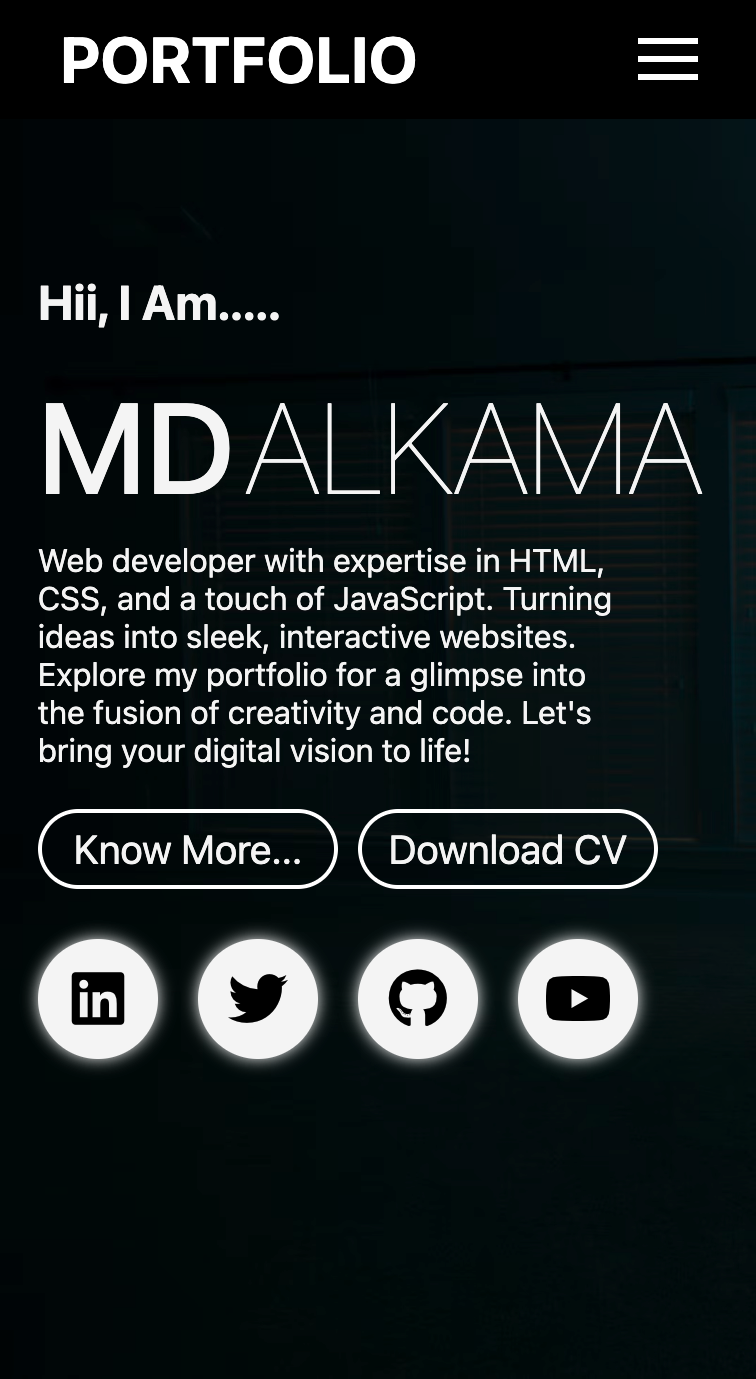 PORTFOLIO
Hii, I Am.....
MD ALKAMA
Web developer with expertise in HTML,
CSS, and a touch of JavaScript. Turning
ideas into sleek, interactive websites.
Explore my portfolio for a glimpse into
the fusion of creativity and code. Let's
bring your digital vision to life!
Know More... Download CV
in